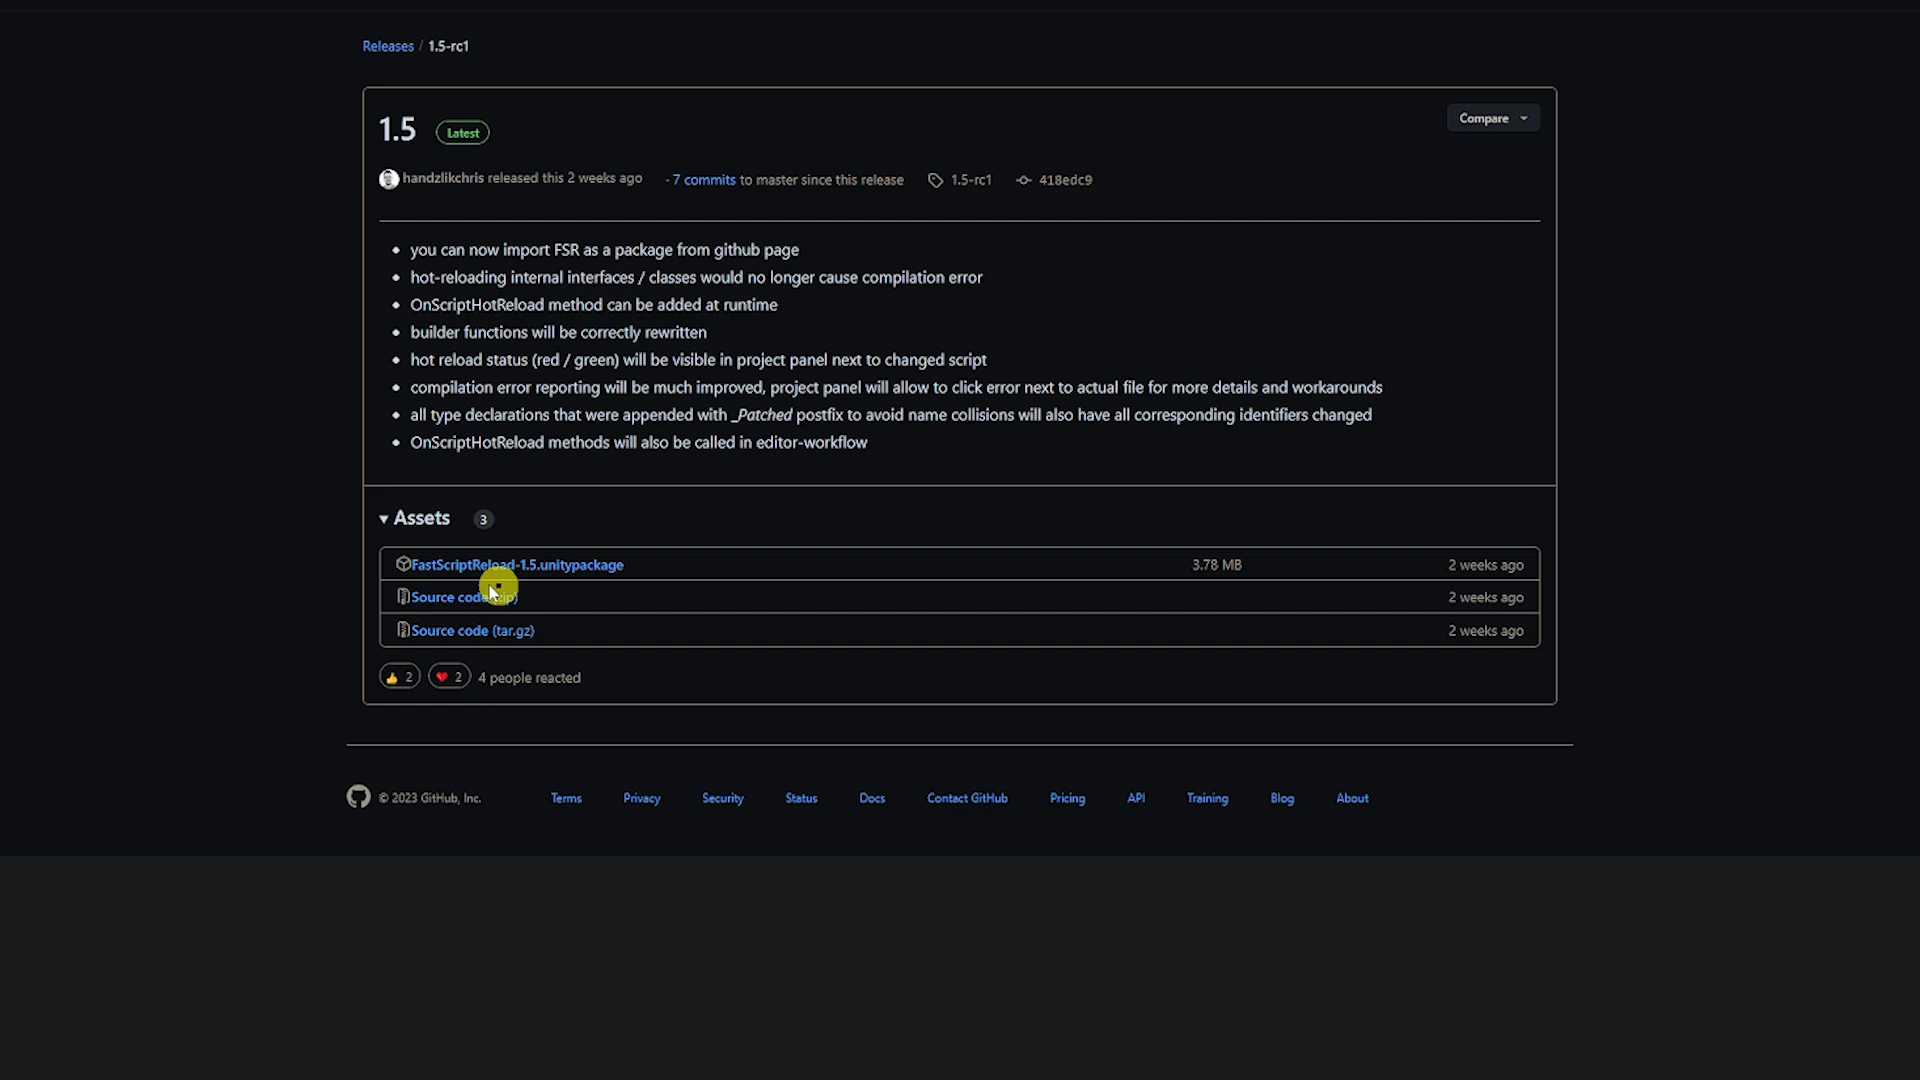 Releases / 1.5-rc1
1.5 Latest
Compare
handzlikchris released this 2 weeks ago · 7 commits to master since this release 1.5-rc1 418edc9
• you can now import FSR as a package from github page
• hot-reloading internal interfaces / classes would no longer cause compilation error
• OnScriptHotReload method can be added at runtime
• builder functions will be correctly rewritten
• hot reload status (red / green) will be visible in project panel next to changed script
• compilation error reporting will be much improved, project panel will allow to click error next to actual file for more details and workarounds
• all type declarations that were appended with _Patched postfix to avoid name collisions will also have all corresponding identifiers changed
• OnScriptHotReload methods will also be called in editor-workflow
Assets 3
FastScriptReload-1.5.unitypackage 3.78 MB 2 weeks ago
Source code (zip) 2 weeks ago
Source code (tar.gz) 2 weeks ago
👍 2 ❤️ 2 4 people reacted
© 2023 GitHub, Inc. Terms Privacy Security Status Docs Contact GitHub Pricing API Training Blog About